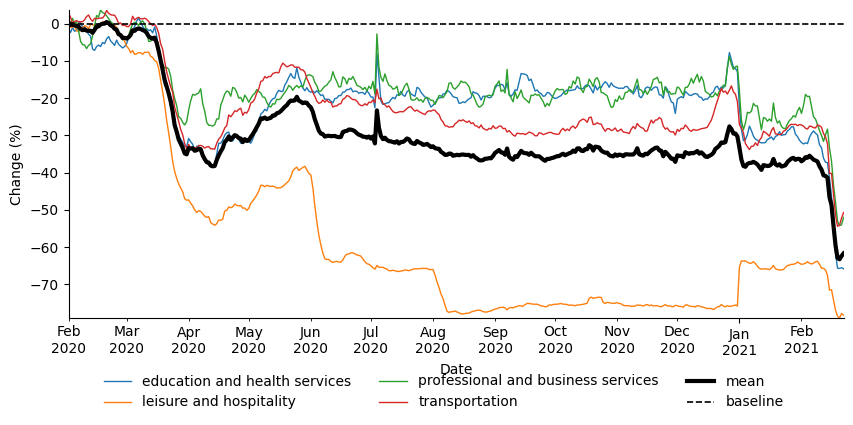 0
−10
−20
−30
−40
−50
−60
−70
Change (%)
Feb Mar Apr May Jun Jul Aug Sep Oct Nov Dec Jan Feb
2020 2020 2020 2020 2020 2020 2020 2020 2020 2020 2020 2021 2021
Date
education and health services professional and business services mean
leisure and hospitality transportation baseline